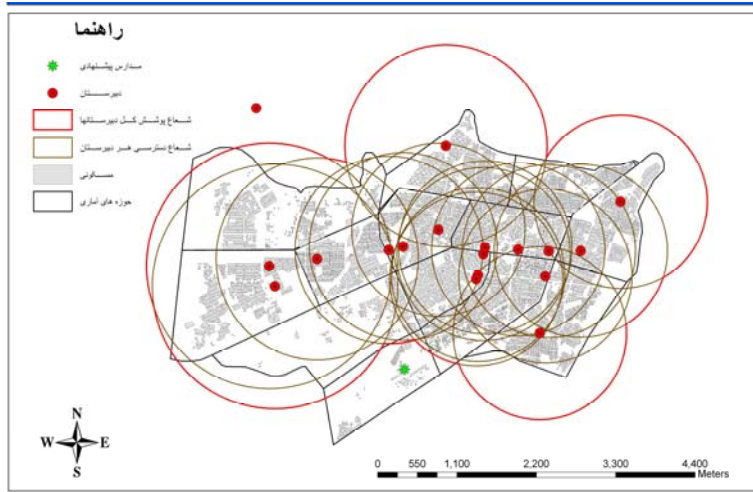 راهنما
مدارس پیشنهادی
دبیرستان
شعاع پوشش کل دبیرستانها
شعاع دسترسی هر دبیرستان
مسکونی
حوزه های اماری
N
W E
S
0 550 1,100 2,200 3,300 4,400
Meters